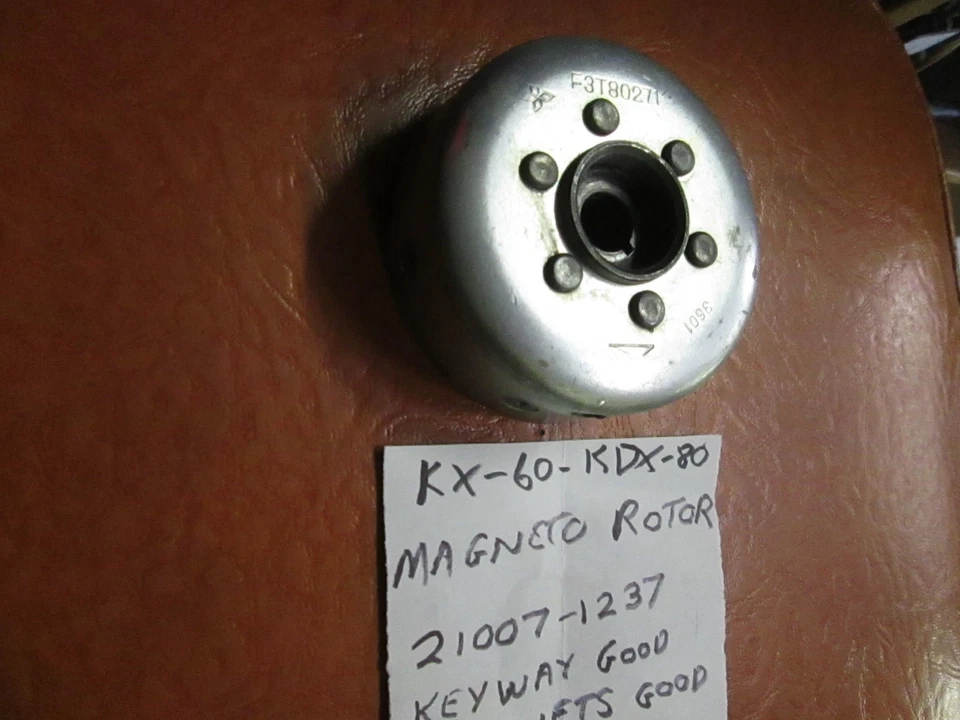 F3T80271
3601
KX-60-KDX-80
MAGNETO ROTOR
21007-1237
KEYWAY GOOD
GOOD